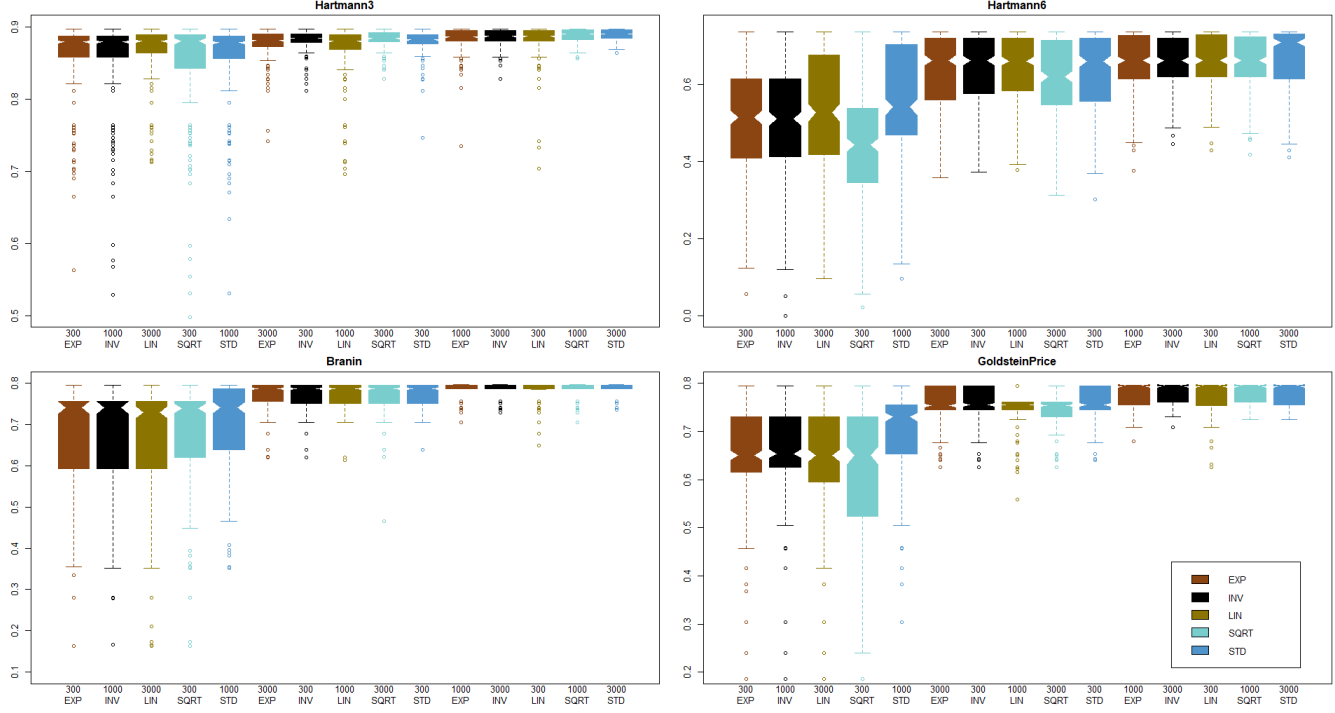 Hartmann3
0.9
0.8
0.7
0.6
0.5
300 1000 3000 300 1000 3000 300 1000 3000 300 1000 3000 300 1000 3000
EXP INV LIN SQRT STD EXP INV LIN SQRT STD EXP INV LIN SQRT STD
Hartmann6
0.6
0.4
0.2
0.0
300 1000 3000 300 1000 3000 300 1000 3000 300 1000 3000 300 1000 3000
EXP INV LIN SQRT STD EXP INV LIN SQRT STD EXP INV LIN SQRT STD
Branin
0.8
0.7
0.6
0.5
0.4
0.3
0.2
0.1
300 1000 3000 300 1000 3000 300 1000 3000 300 1000 3000 300 1000 3000
EXP INV LIN SQRT STD EXP INV LIN SQRT STD EXP INV LIN SQRT STD
GoldsteinPrice
0.8
0.7
0.6
0.5
0.4
0.3
0.2
EXP
INV
LIN
SQRT
STD
300 1000 3000 300 1000 3000 300 1000 3000 300 1000 3000 300 1000 3000
EXP INV LIN SQRT STD EXP INV LIN SQRT STD EXP INV LIN SQRT STD